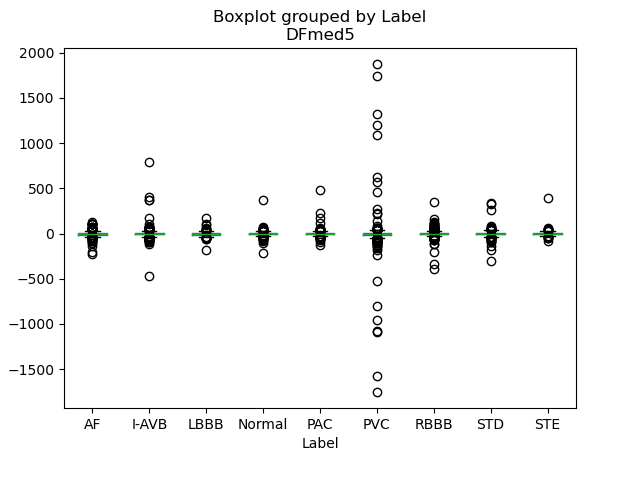 Boxplot grouped by Label
DFmed5
2000
1500
1000
500
0
−500
−1000
−1500
AF I-AVB LBBB Normal PAC PVC RBBB STD STE
Label